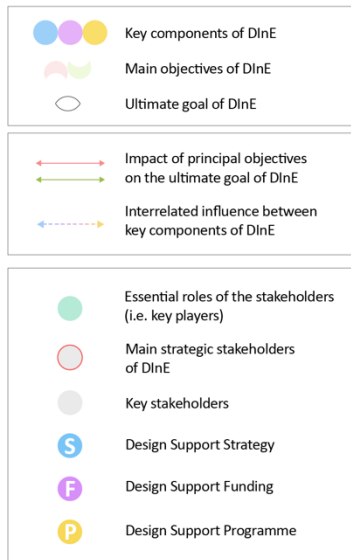 Key components of DInE
Main objectives of DInE
Ultimate goal of DInE
Impact of principal objectives
on the ultimate goal of DInE
Interrelated influence between
key components of DInE
Essential roles of the stakeholders
(i.e. key players)
Main strategic stakeholders
of DInE
Key stakeholders
S Design Support Strategy
F Design Support Funding
P Design Support Programme